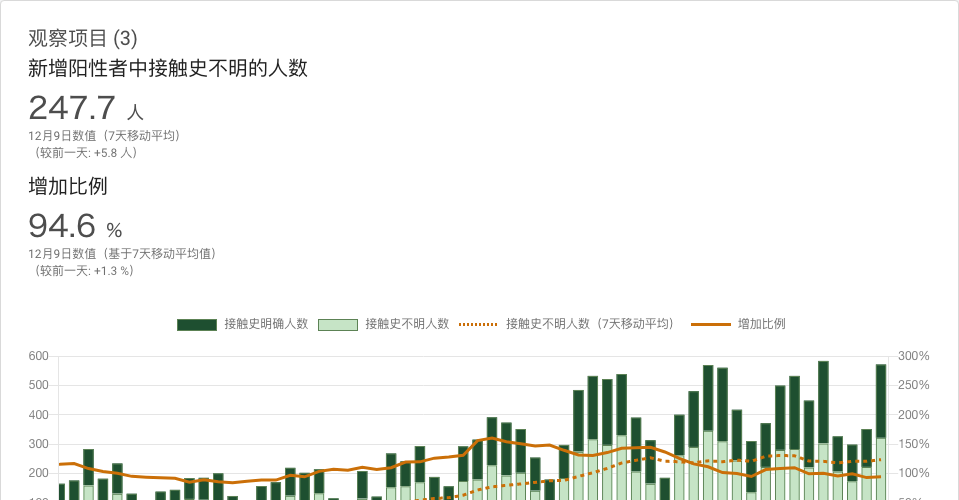 观察项目 (3)
新增阳性者中接触史不明的人数
247.7 人
12月9日数值（7天移动平均）
（较前一天: +5.8 人）
增加比例
94.6 %
12月9日数值（基于7天移动平均值）
（较前一天: +1.3 %）
接触史明确人数 接触史不明人数 接触史不明人数（7天移动平均） 增加比例
600 300%
500 250%
400 200%
300 150%
200 100%